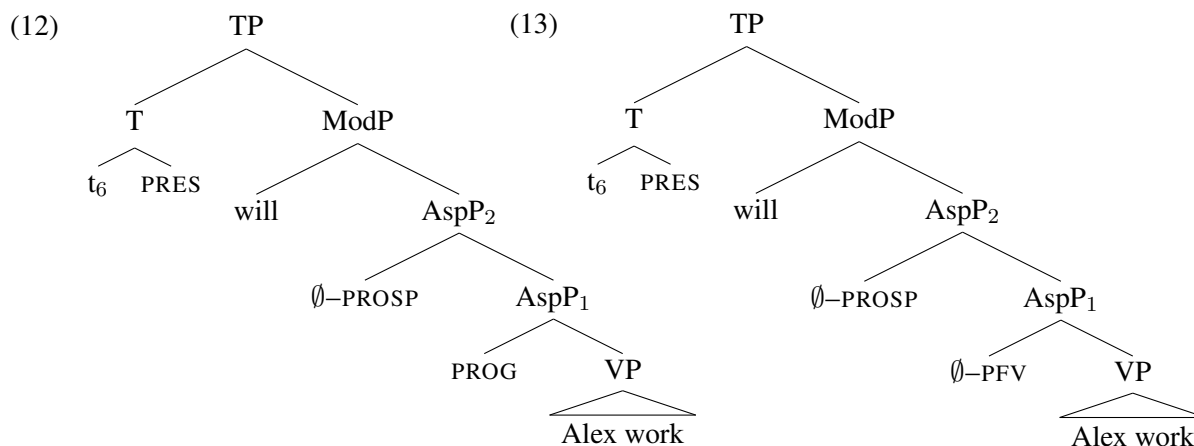 (12) TP (13) TP
T ModP T ModP
t₆ PRES will AspP₂ t₆ PRES will AspP₂
∅–PROSP AspP₁ ∅–PROSP AspP₁
PROG VP ∅–PFV VP
Alex work Alex work